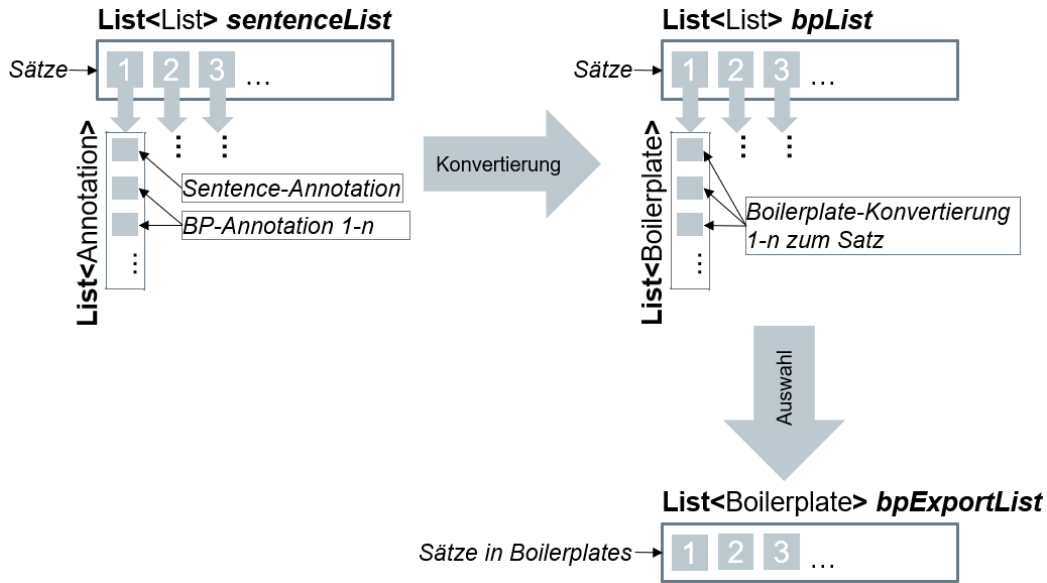 List<List> sentenceList
Sätze
1 2 3 ...
List<Annotation>
...
...
Sentence-Annotation
BP-Annotation 1-n
...
Konvertierung
List<List> bpList
Sätze
1 2 3 ...
List<Boilerplate>
...
...
Boilerplate-Konvertierung
1-n zum Satz
...
Auswahl
List<Boilerplate> bpExportList
Sätze in Boilerplates
1 2 3 ...